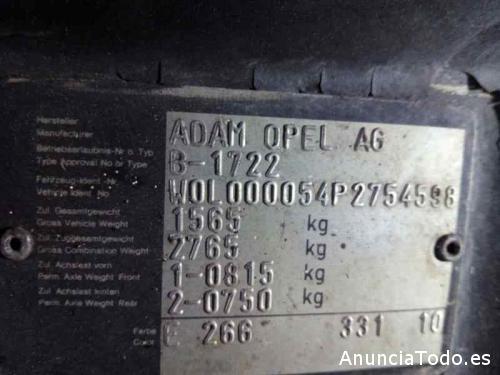 Hersteller
Manufacturer
ADAM OPEL AG
Betriebserlaubnis-Nr o. Typ
Type Approval No or Type
B-1722
Fahrzeug-Ident.-Nr.
Vehicle Ident. No
W0L000054P2754598
Zul. Gesamtgewicht
Gross Vehicle Weight
1565 kg
Zul. Zuggesamtgewicht
Gross Combination Weight
2765 kg
Zul. Achslast vorn
Perm. Axle Weight Front
1-0815 kg
Zul. Achslast hinten
Perm. Axle Weight Rear
2-0750 kg
Farbe
Color
E 266 331 10
AnunciaTodo.es